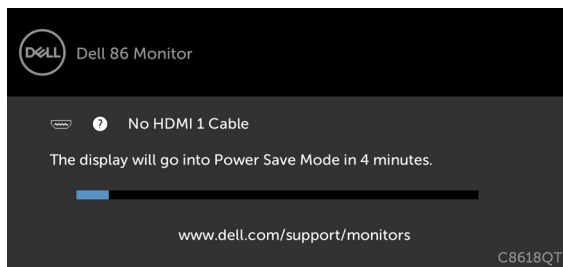 DELL Dell 86 Monitor
? No HDMI 1 Cable
The display will go into Power Save Mode in 4 minutes.
www.dell.com/support/monitors
C8618QT